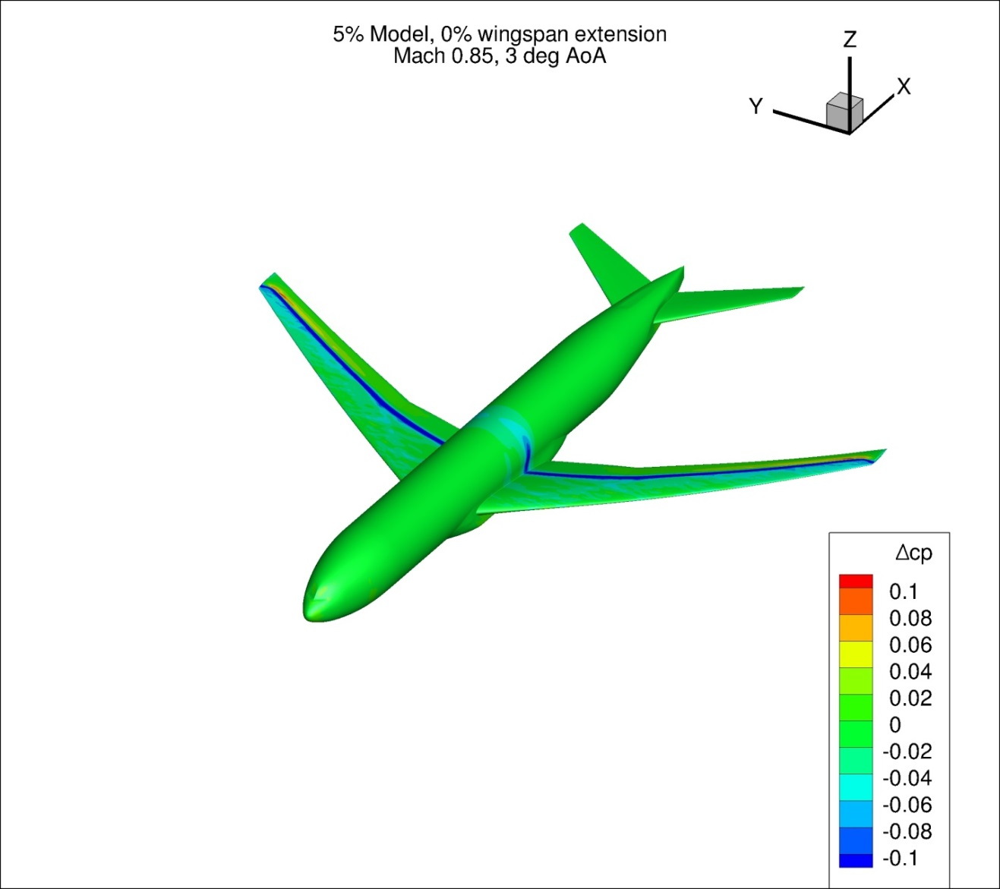 5% Model, 0% wingspan extension
Mach 0.85, 3 deg AoA
Z
X
Y
Δcp
0.1
0.08
0.06
0.04
0.02
0
-0.02
-0.04
-0.06
-0.08
-0.1